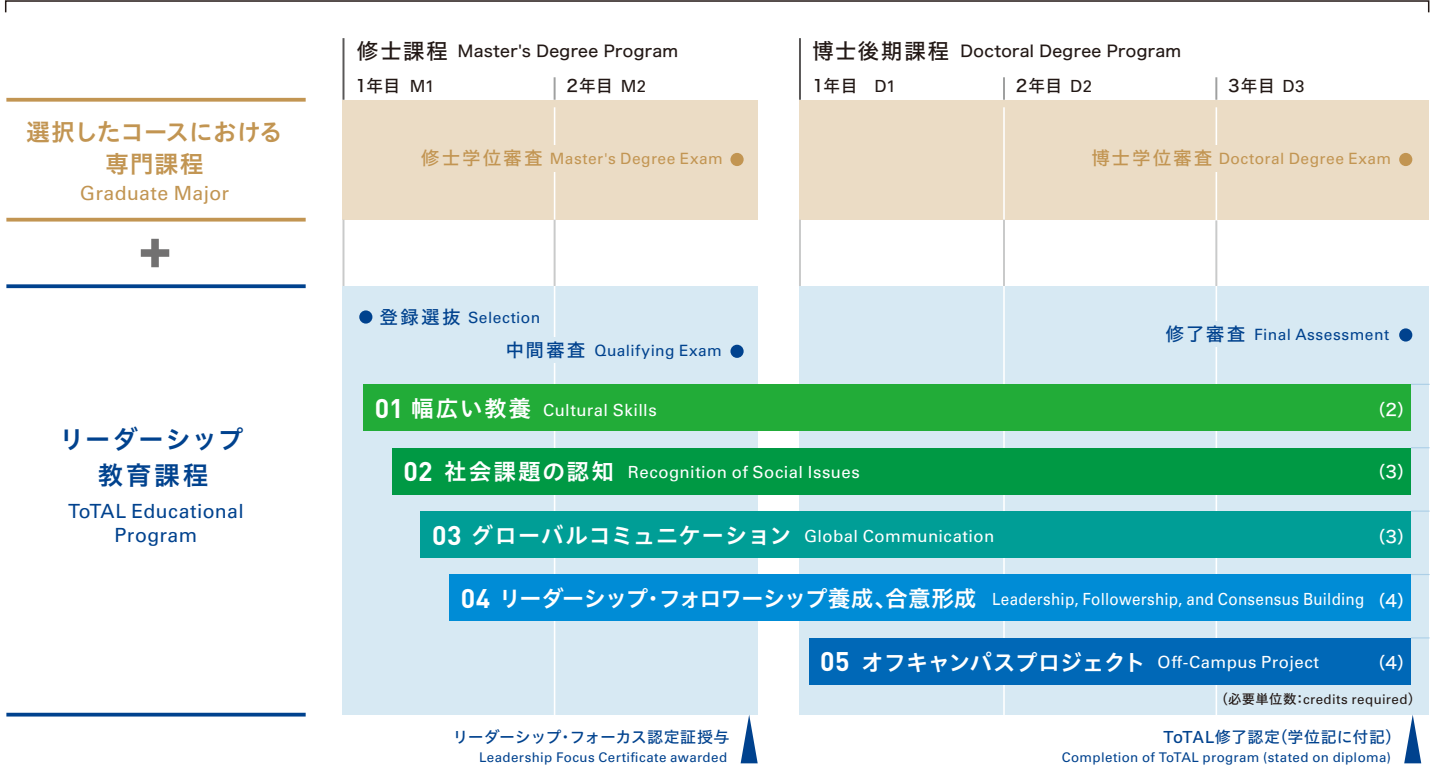 修士課程 Master's Degree Program
博士後期課程 Doctoral Degree Program
1年目 M1
2年目 M2
1年目 D1
2年目 D2
3年目 D3
選択したコースにおける
専門課程
Graduate Major
修士学位審査 Master's Degree Exam
博士学位審査 Doctoral Degree Exam
リーダーシップ
教育課程
ToTAL Educational
Program
登録選抜 Selection
中間審査 Qualifying Exam
修了審査 Final Assessment
01 幅広い教養 Cultural Skills (2)
02 社会課題の認知 Recognition of Social Issues (3)
03 グローバルコミュニケーション Global Communication (3)
04 リーダーシップ・フォロワーシップ養成、合意形成 Leadership, Followership, and Consensus Building (4)
05 オフキャンパスプロジェクト Off-Campus Project (4)
(必要単位数:credits required)
リーダーシップ・フォーカス認定証授与
Leadership Focus Certificate awarded
ToTAL修了認定(学位記に付記)
Completion of ToTAL program (stated on diploma)